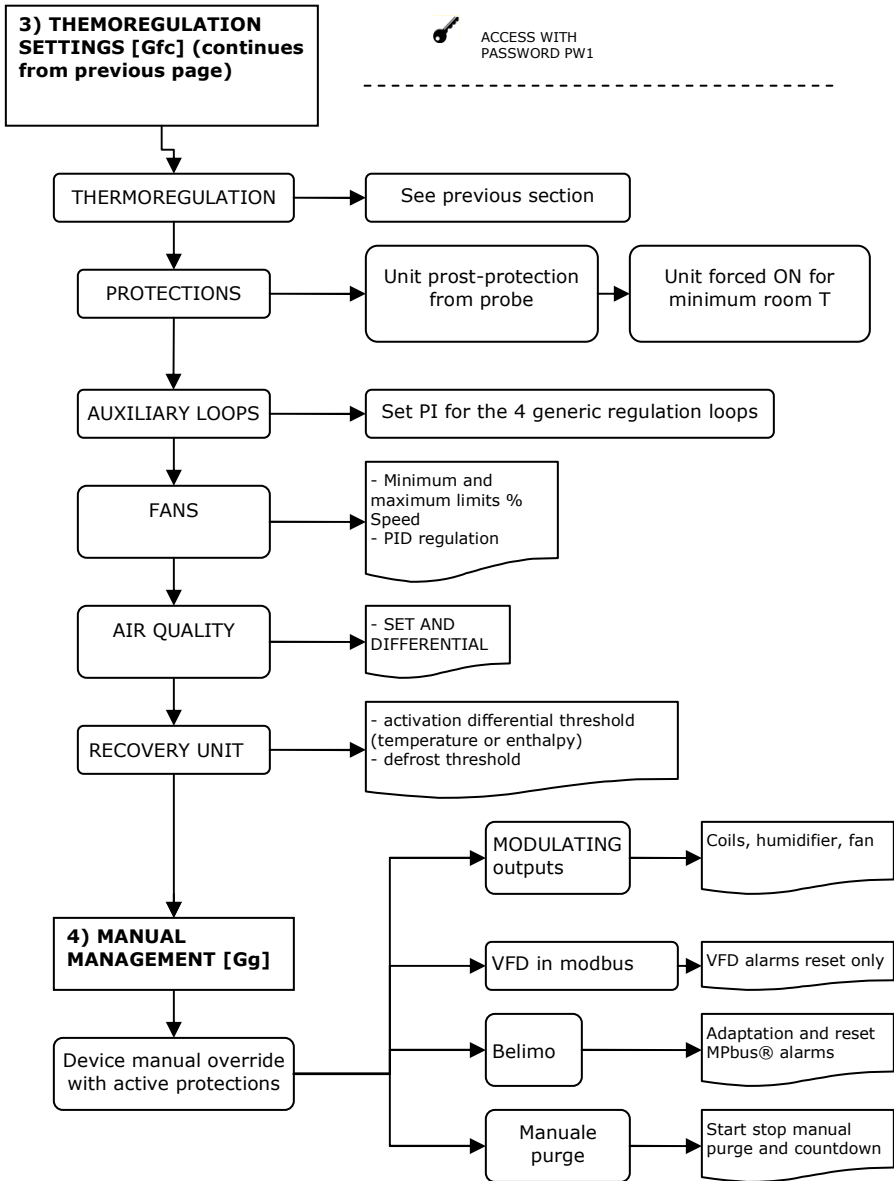 3) THEMOREGULATION
SETTINGS [Gfc] (continues
from previous page)
ACCESS WITH
PASSWORD PW1
THERMOREGULATION
See previous section
PROTECTIONS
Unit prost-protection
from probe
Unit forced ON for
minimum room T
AUXILIARY LOOPS
Set PI for the 4 generic regulation loops
FANS
- Minimum and
maximum limits %
Speed
- PID regulation
AIR QUALITY
- SET AND
DIFFERENTIAL
RECOVERY UNIT
- activation differential threshold
(temperature or enthalpy)
- defrost threshold
MODULATING
outputs
Coils, humidifier, fan
4) MANUAL
MANAGEMENT [Gg]
VFD in modbus
VFD alarms reset only
Device manual override
with active protections
Belimo
Adaptation and reset
MPbus® alarms
Manuale
purge
Start stop manual
purge and countdown